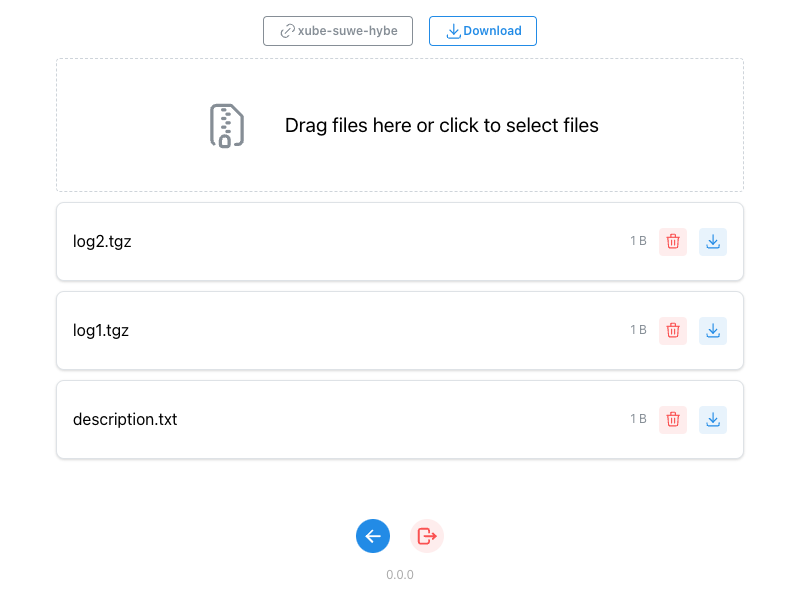 xube-suwe-hybe
Download
Drag files here or click to select files
log2.tgz 1 B
log1.tgz 1 B
description.txt 1 B
0.0.0